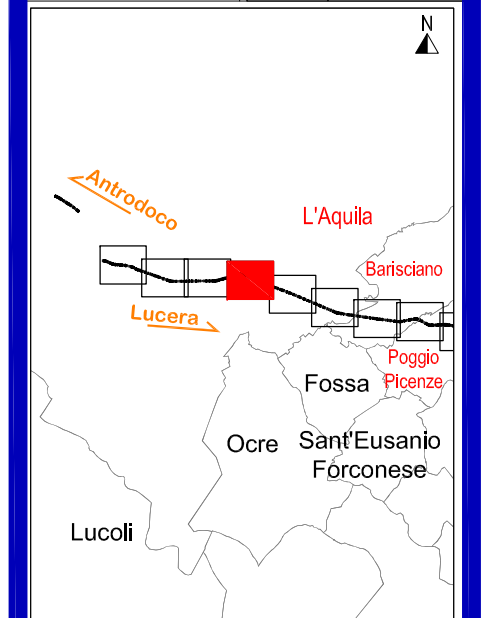 N
Antrodoco
L'Aquila
Barisciano
Lucera
Poggio
Picenze
Fossa
Ocre
Sant'Eusanio
Forconese
Lucoli